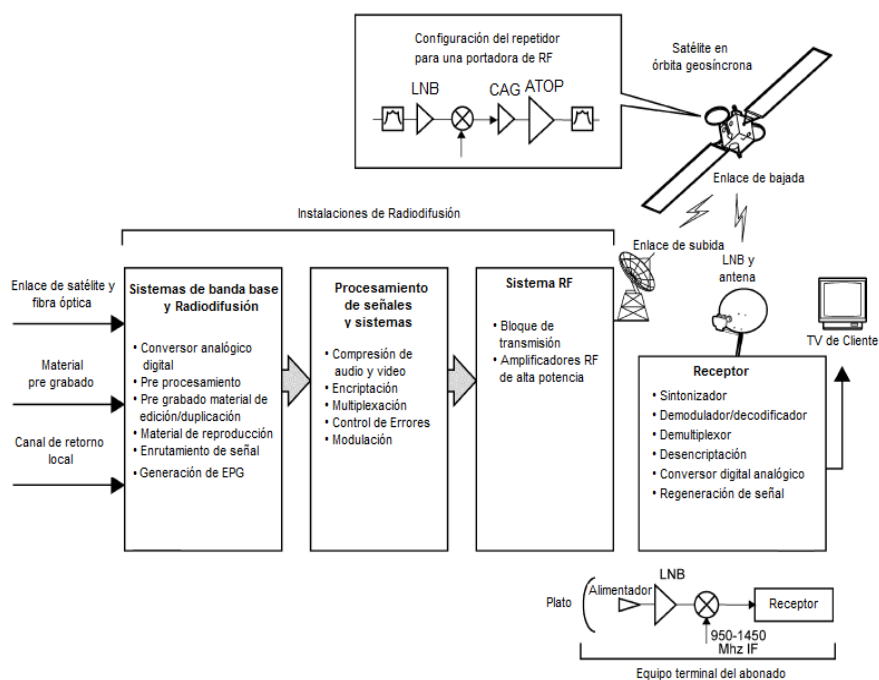 Configuración del repetidor
para una portadora de RF
LNB
CAG
ATOP
Satélite en
órbita geosíncrona
Enlace de bajada
Instalaciones de Radiodifusión
Enlace de subida
LNB y
antena
TV de Cliente
Enlace de satélite y
fibra óptica
Material
pre grabado
Canal de retorno
local
Sistemas de banda base
y Radiodifusión
• Conversor analógico
digital
• Pre procesamiento
• Pre grabado material de
edición/duplicación
• Material de reproducción
• Enrutamiento de señal
• Generación de EPG
Procesamiento
de señales
y sistemas
• Compresión de
audio y video
• Encriptación
• Multiplexación
• Control de Errores
• Modulación
Sistema RF
• Bloque de
transmisión
• Amplificadores RF
de alta potencia
Receptor
• Sintonizador
• Demodulador/decodificador
• Demultiplexor
• Desencriptación
• Conversor digital analógico
• Regeneración de señal
Plato
Alimentador
LNB
Receptor
950-1450
Mhz IF
Equipo terminal del abonado